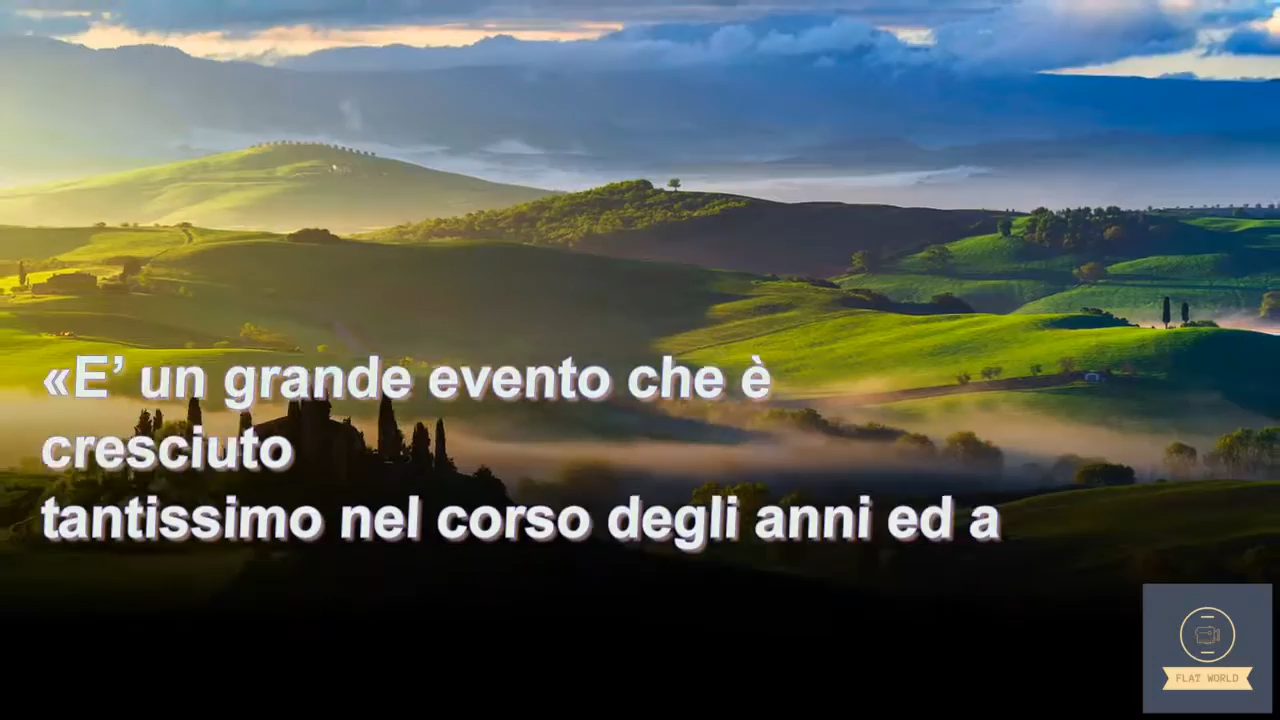 «E’ un grande evento che è
cresciuto
tantissimo nel corso degli anni ed a
FLAT WORLD